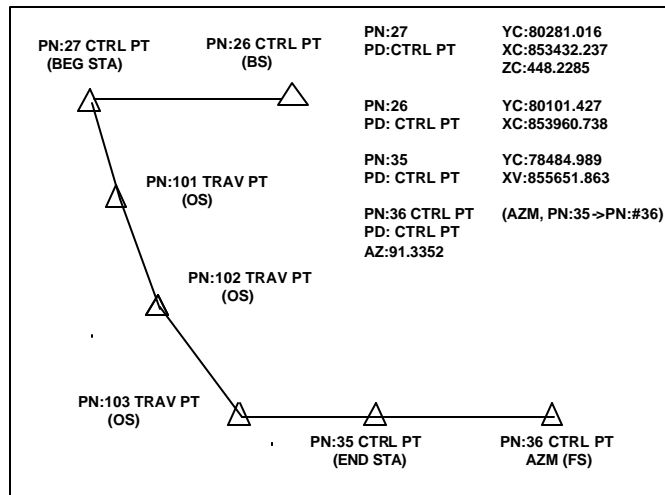 PN:27 CTRL PT
(BEG STA)
PN:26 CTRL PT
(BS)
PN:27
PD:CTRL PT
YC:80281.016
XC:853432.237
ZC:448.2285
PN:26
PD: CTRL PT
YC:80101.427
XC:853960.738
PN:35
PD: CTRL PT
YC:78484.989
XV:855651.863
PN:36 CTRL PT
PD: CTRL PT
AZ:91.3352
(AZM, PN:35->PN:#36)
PN:101 TRAV PT
(OS)
PN:102 TRAV PT
(OS)
PN:103 TRAV PT
(OS)
PN:35 CTRL PT
(END STA)
PN:36 CTRL PT
AZM (FS)